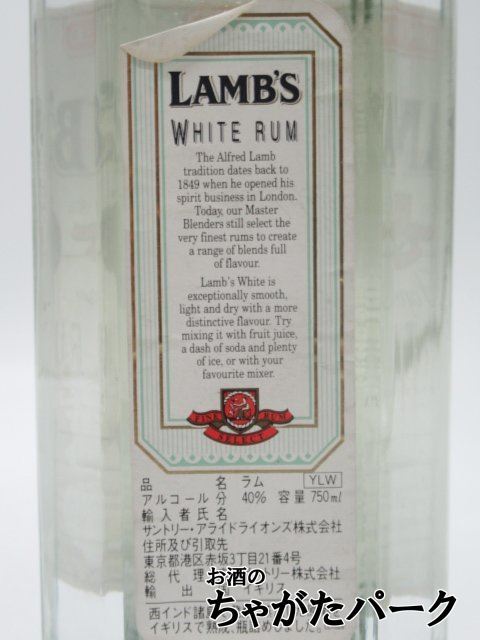 LAMB'S
WHITE RUM
The Alfred Lamb
tradition dates back to
1849 when he opened his
spirit business in London.
Today, our Master
Blenders still select the
very finest rums to create
a range of blends full
of flavour.
Lamb's White is
exceptionally smooth,
light and dry with a more
distinctive flavour. Try
mixing it with fruit juice,
a dash of soda and plenty
of ice, or with your
favourite mixer.
FINE RUM
SELECT
品 名 ラム YLW
アルコール分 40% 容量 750ml
輸入者氏名
サントリー・アライドライオンズ株式会社
住所及び引取先
東京都港区赤坂3丁目21番4号
総代理 トリー株式会社
輸出 イギリス
西インド諸
イギリスで熟成、瓶詰
お酒の
ちゃがたパーク